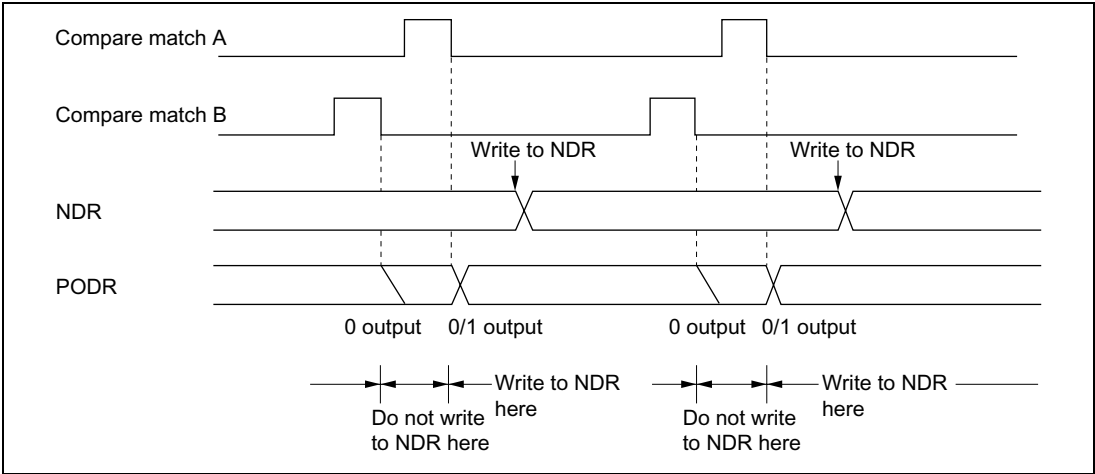 Compare match A
Compare match B
Write to NDR Write to NDR
NDR
PODR
0 output 0/1 output 0 output 0/1 output
Write to NDR
here
Do not write
to NDR here
Write to NDR
here
Do not write
to NDR here